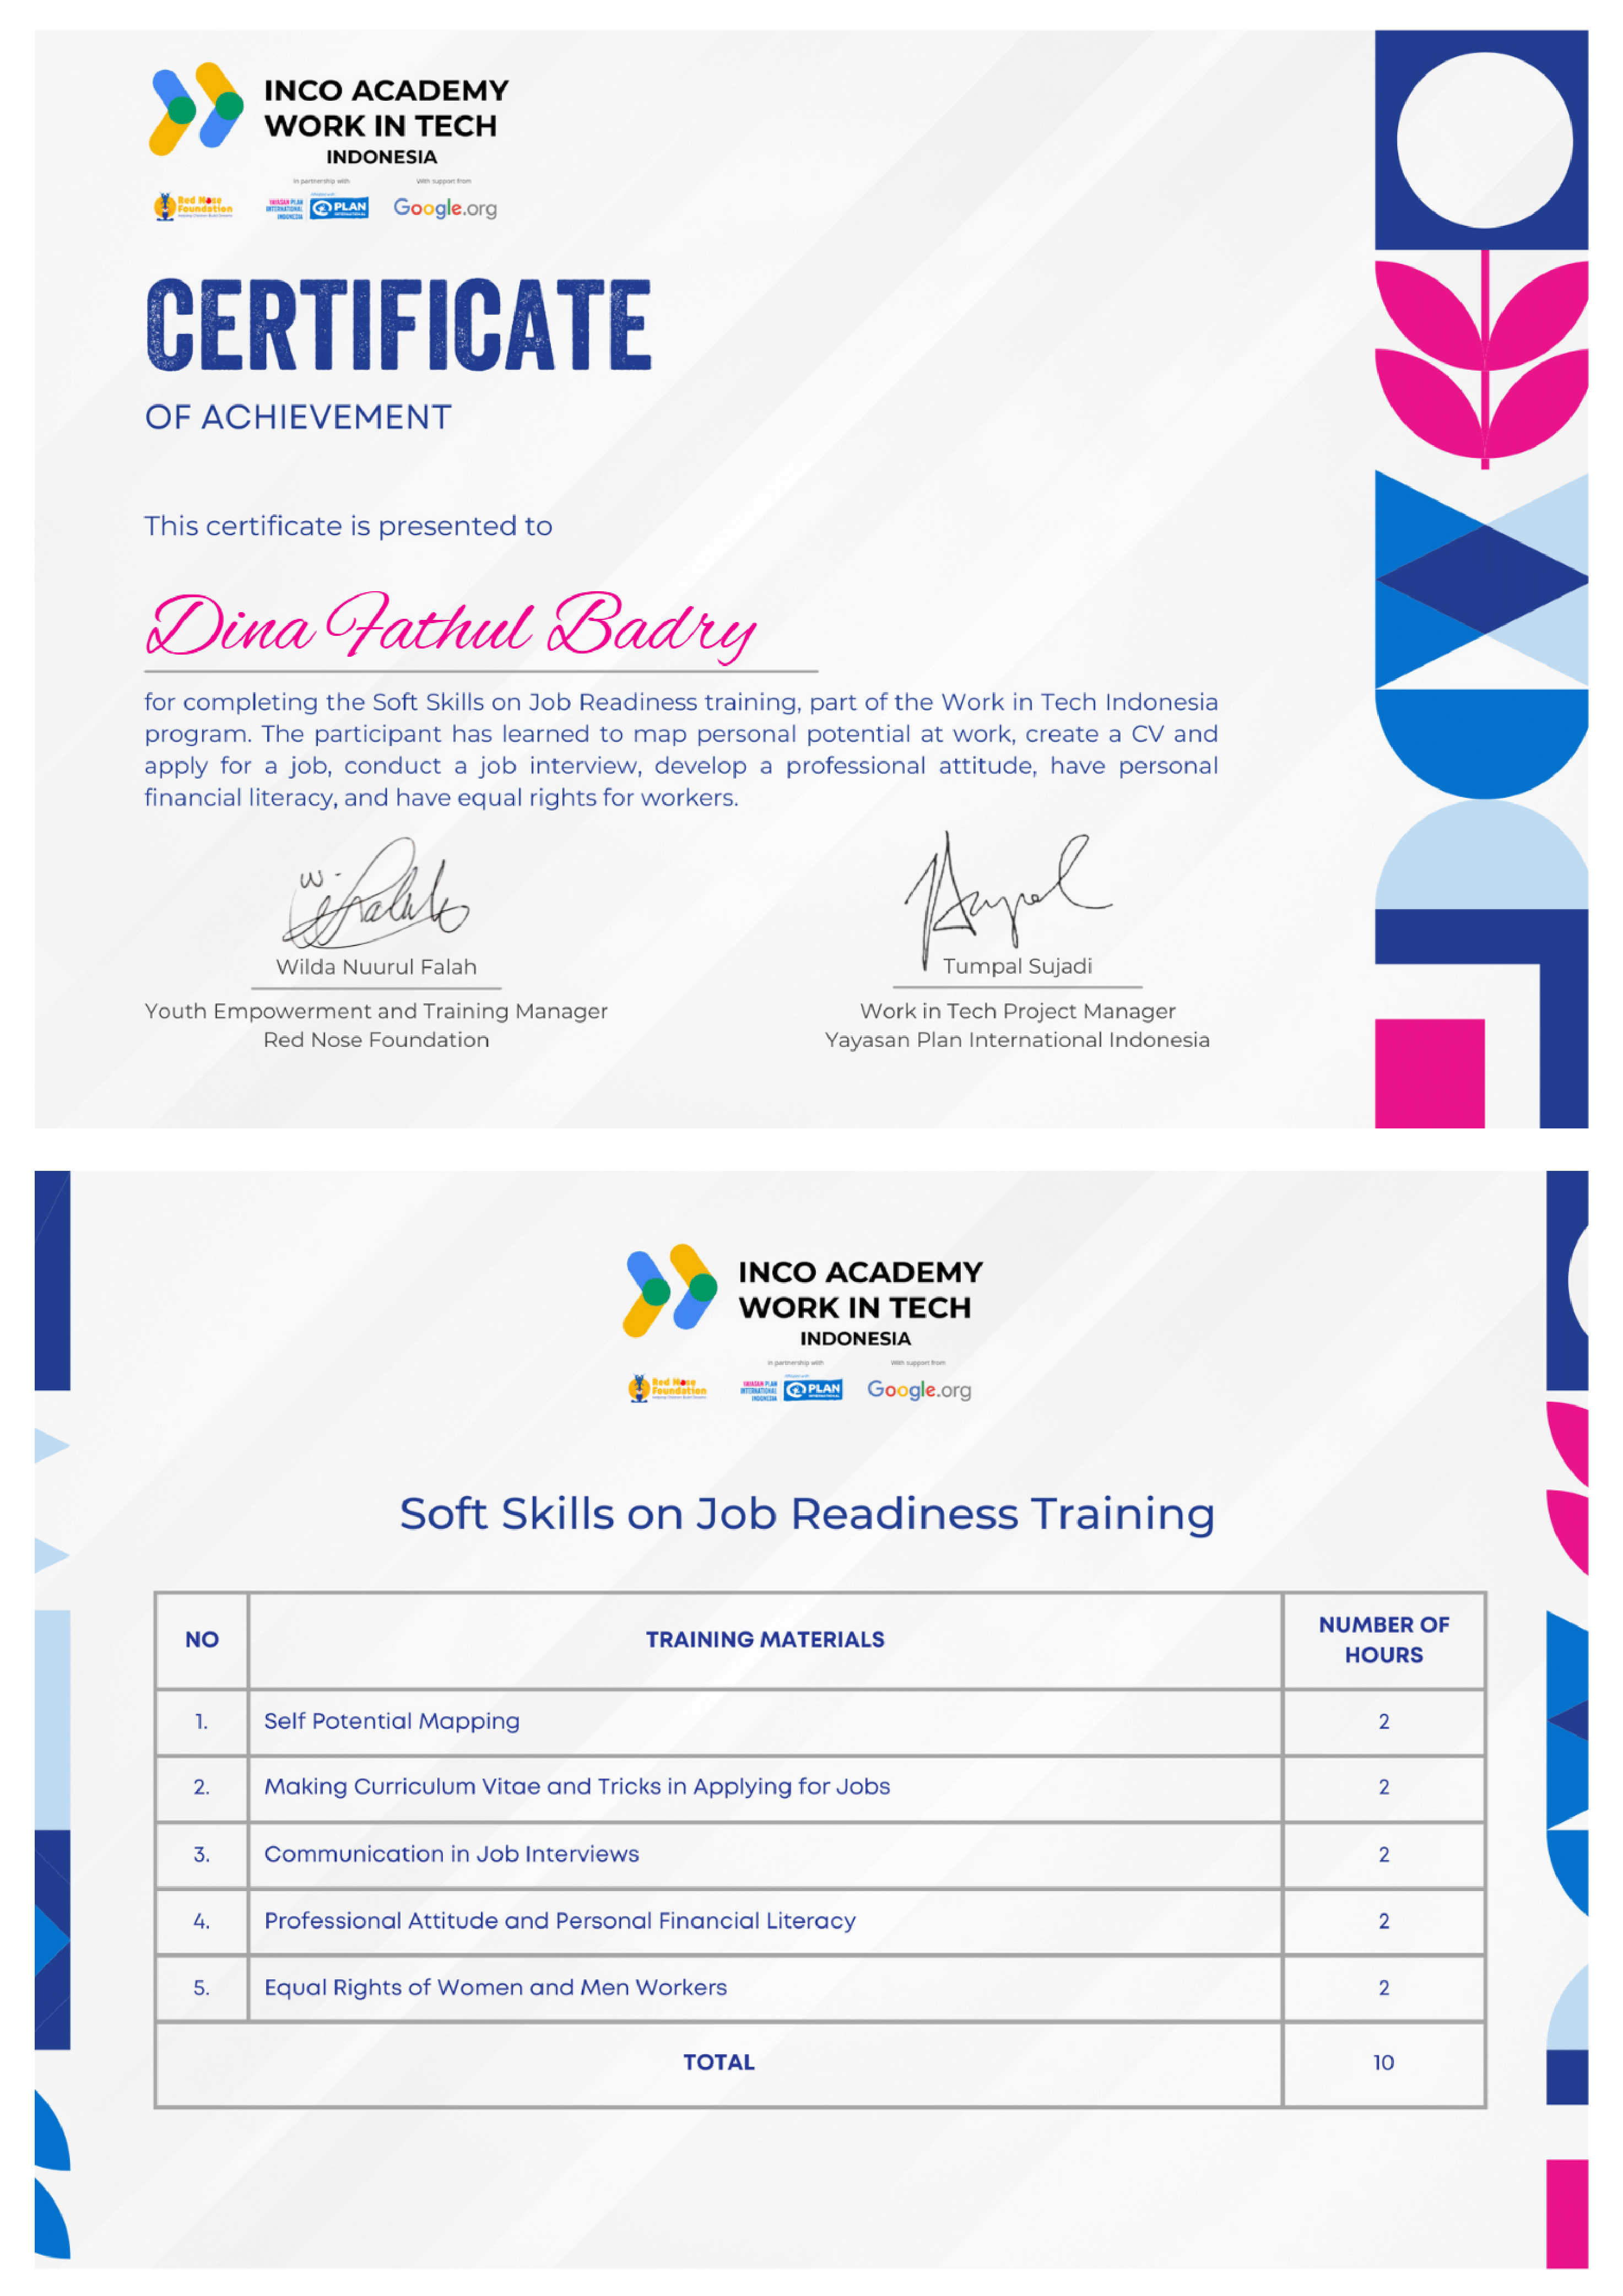 INCO ACADEMY
WORK IN TECH
INDONESIA
In partnership with
With support from
Red Nose
Foundation
YAYASAN PLAN
INTERNATIONAL
INDONESIA
PLAN
INTERNATIONAL
Google.org
CERTIFICATE
OF ACHIEVEMENT
This certificate is presented to
Dina Fathul Badry
for completing the Soft Skills on Job Readiness training, part of the Work in Tech Indonesia
program. The participant has learned to map personal potential at work, create a CV and
apply for a job, conduct a job interview, develop a professional attitude, have personal
financial literacy, and have equal rights for workers.
Wilda Nuurul Falah
Youth Empowerment and Training Manager
Red Nose Foundation
Tumpal Sujadi
Work in Tech Project Manager
Yayasan Plan International Indonesia
INCO ACADEMY
WORK IN TECH
INDONESIA
In partnership with
With support from
Red Nose
Foundation
YAYASAN PLAN
INTERNATIONAL
INDONESIA
PLAN
INTERNATIONAL
Google.org
Soft Skills on Job Readiness Training
NO TRAINING MATERIALS NUMBER OF
HOURS
1. Self Potential Mapping 2
2. Making Curriculum Vitae and Tricks in Applying for Jobs 2
3. Communication in Job Interviews 2
4. Professional Attitude and Personal Financial Literacy 2
5. Equal Rights of Women and Men Workers 2
TOTAL 10